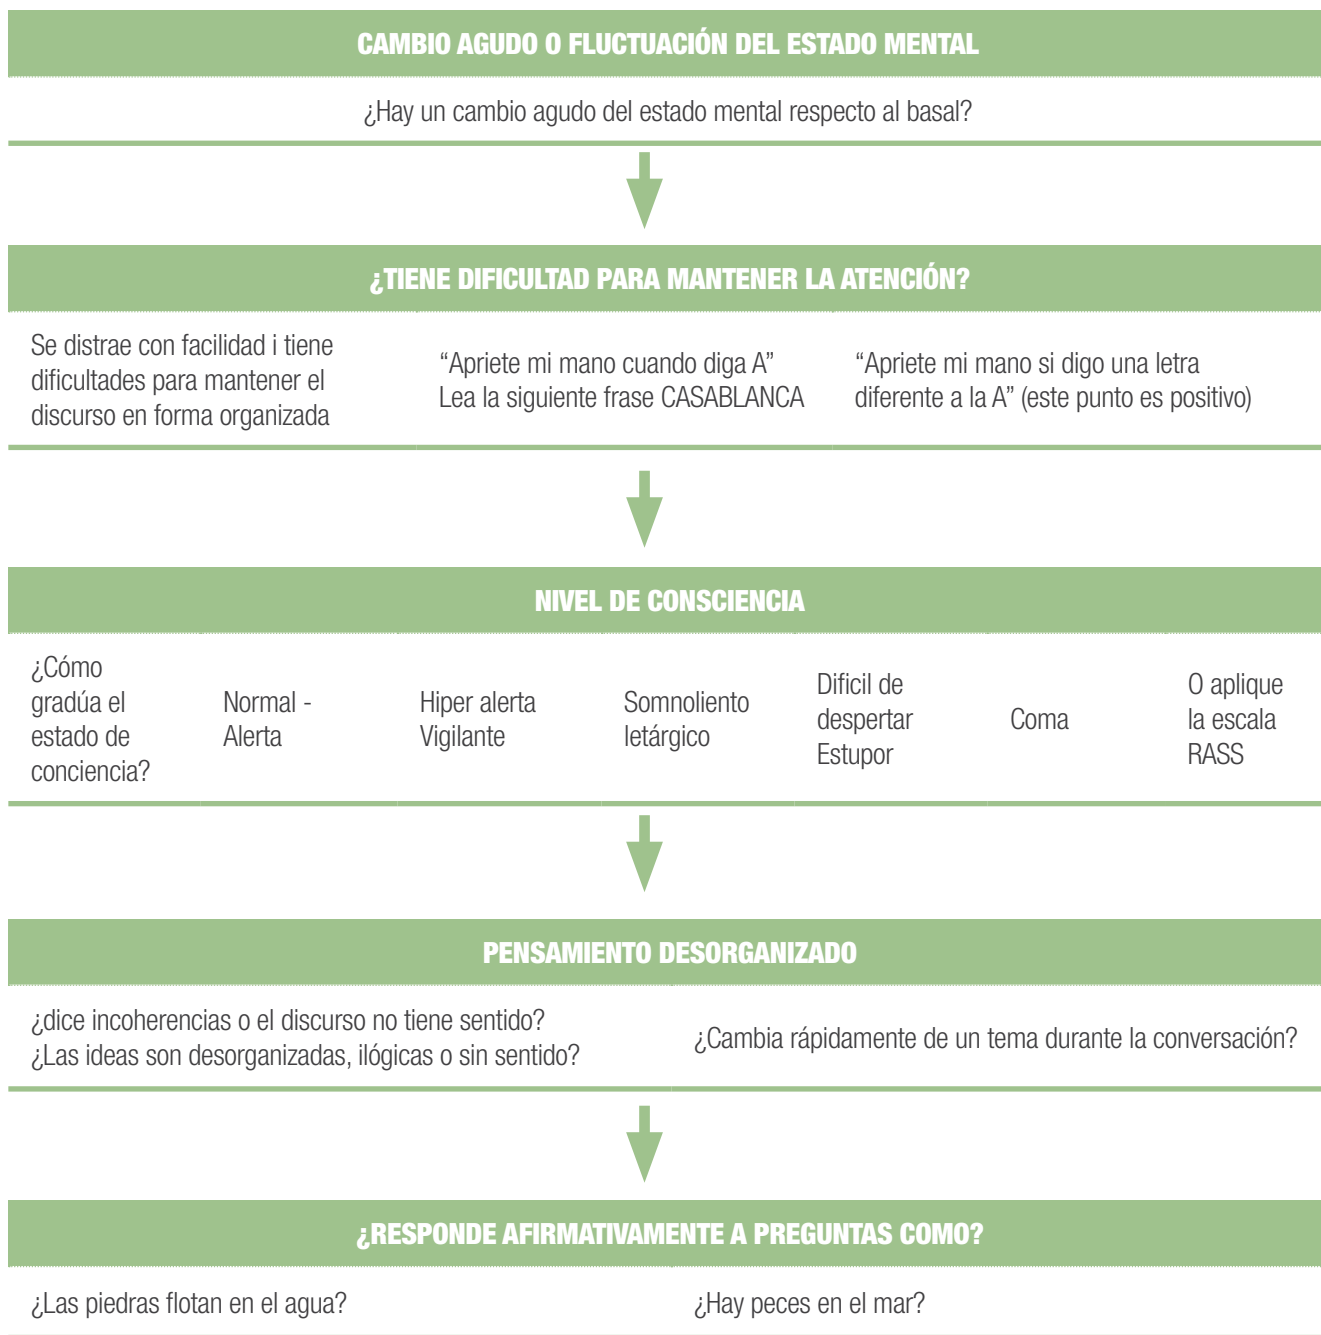 CAMBIO AGUDO O FLUCTUACIÓN DEL ESTADO MENTAL
¿Hay un cambio agudo del estado mental respecto al basal?
¿TIENE DIFICULTAD PARA MANTENER LA ATENCIÓN?
Se distrae con facilidad i tiene
dificultades para mantener el
discurso en forma organizada
“Apriete mi mano cuando diga A”
Lea la siguiente frase CASABLANCA
“Apriete mi mano si digo una letra
diferente a la A” (este punto es positivo)
NIVEL DE CONSCIENCIA
¿Cómo
gradúa el
estado de
conciencia?
Normal -
Alerta
Hiper alerta
Vigilante
Somnoliento
letárgico
Dificil de
despertar
Estupor
Coma
O aplique
la escala
RASS
PENSAMIENTO DESORGANIZADO
¿dice incoherencias o el discurso no tiene sentido?
¿Las ideas son desorganizadas, ilógicas o sin sentido?
¿Cambia rápidamente de un tema durante la conversación?
¿RESPONDE AFIRMATIVAMENTE A PREGUNTAS COMO?
¿Las piedras flotan en el agua?
¿Hay peces en el mar?